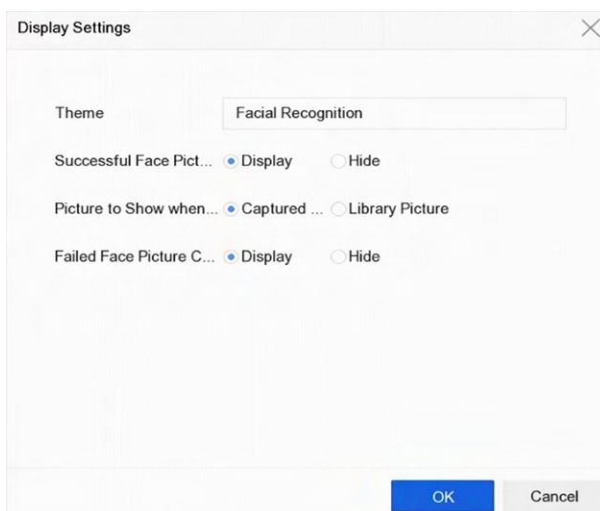 Display Settings
Theme Facial Recognition
Successful Face Pict... Display Hide
Picture to Show when... Captured ... Library Picture
Failed Face Picture C... Display Hide
OK Cancel